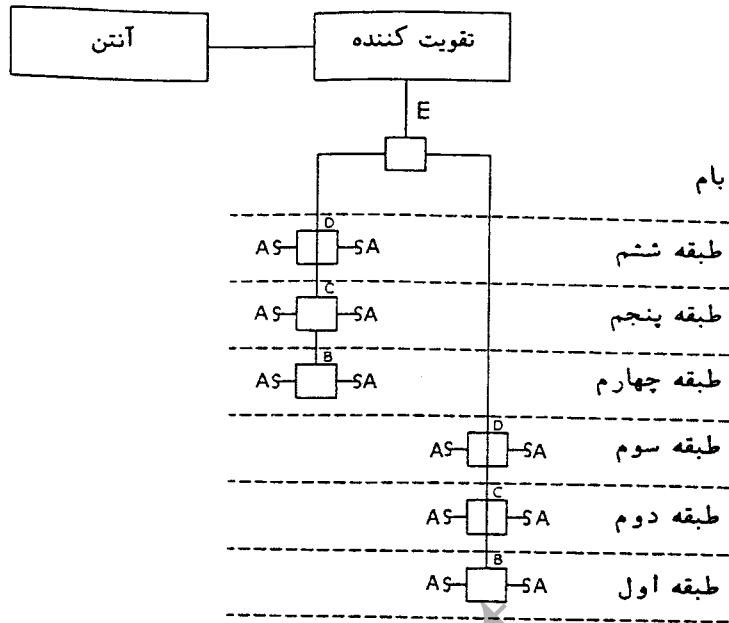 آنتن
تقویت کننده
E
بام
D
AS SA
طبقه ششم
C
AS SA
طبقه پنجم
B
AS SA
طبقه چهارم
D
AS SA
طبقه سوم
C
AS SA
طبقه دوم
B
AS SA
طبقه اول